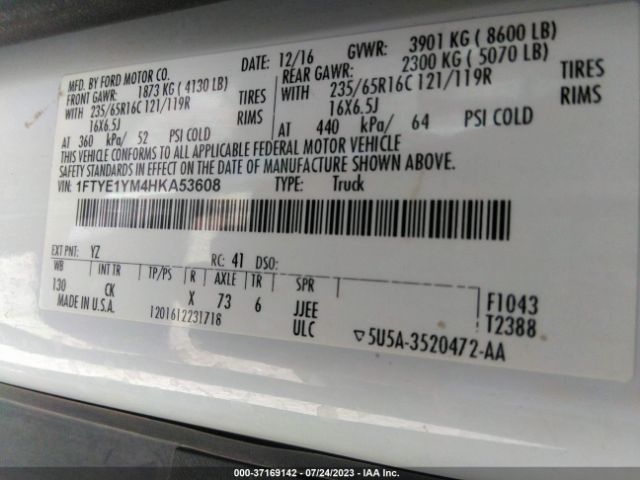 MFD. BY FORD MOTOR CO. DATE: 12/16 GVWR: 3901 KG ( 8600 LB)
FRONT GAWR: 1873 KG ( 4130 LB) REAR GAWR: 2300 KG ( 5070 LB)
WITH 235/65R16C 121/119R TIRES WITH 235/65R16C 121/119R TIRES
16X6.5J RIMS 16X6.5J RIMS
AT 360 kPa/ 52 PSI COLD AT 440 kPa/ 64 PSI COLD
THIS VEHICLE CONFORMS TO ALL APPLICABLE FEDERAL MOTOR VEHICLE
SAFETY STANDARDS IN EFFECT ON THE DATE OF MANUFACTURE SHOWN ABOVE.
VIN: 1FTYE1YM4HKA53608 TYPE: Truck
EXT PNT: YZ RC: 41 DSO:
WB INT TR TP/PS R AXLE TR SPR
130 CK X 73 6 JJEE F1043
MADE IN U.S.A. 1201612231718 ULC T2388
▽5U5A-3520472-AA
000-37169142 - 07/24/2023 - IAA Inc.